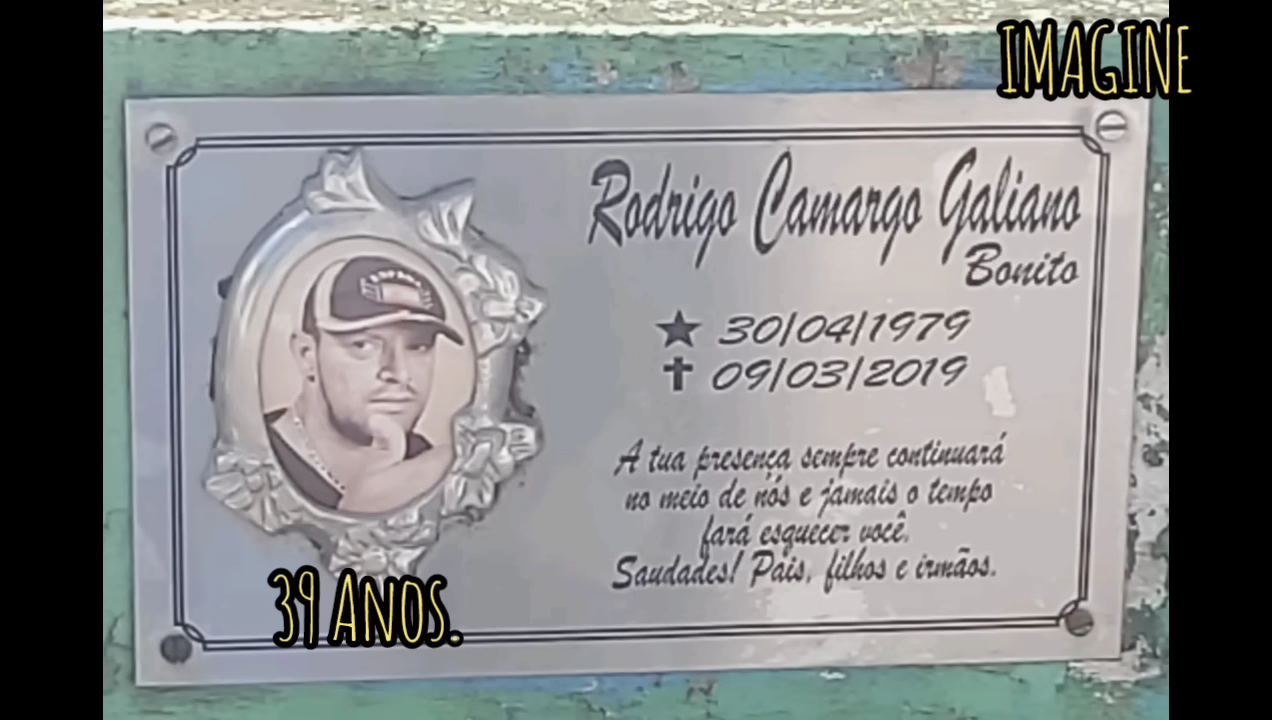 IMAGINE
Rodrigo Camargo Galiano
Bonito
30/04/1979
09/03/2019
A tua presença sempre continuará
no meio de nós e jamais o tempo
fará esquecer você.
Saudades! Pais, filhos e irmãos.
39 ANOS.